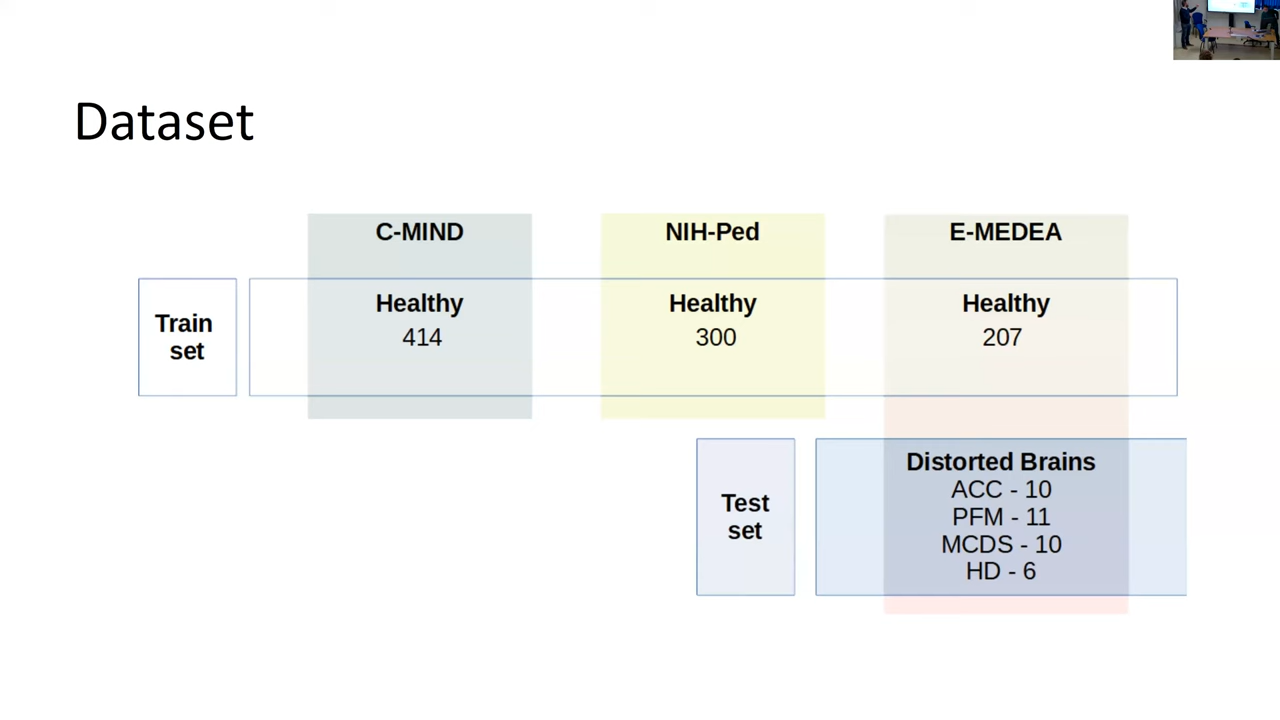 Dataset
C-MIND
NIH-Ped
E-MEDEA
Train
set
Healthy
414
Healthy
300
Healthy
207
Test
set
Distorted Brains
ACC - 10
PFM - 11
MCDS - 10
HD - 6